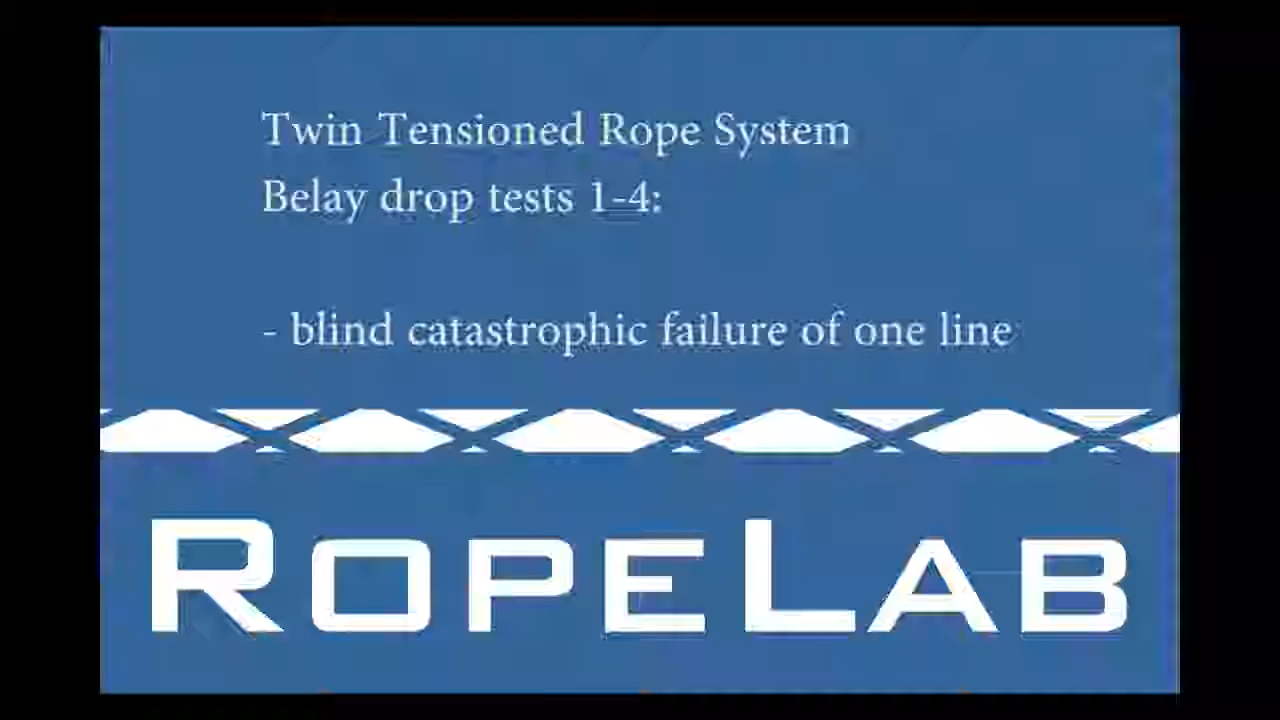 Twin Tensioned Rope System
Belay drop tests 1-4:
- blind catastrophic failure of one line
ROPELAB